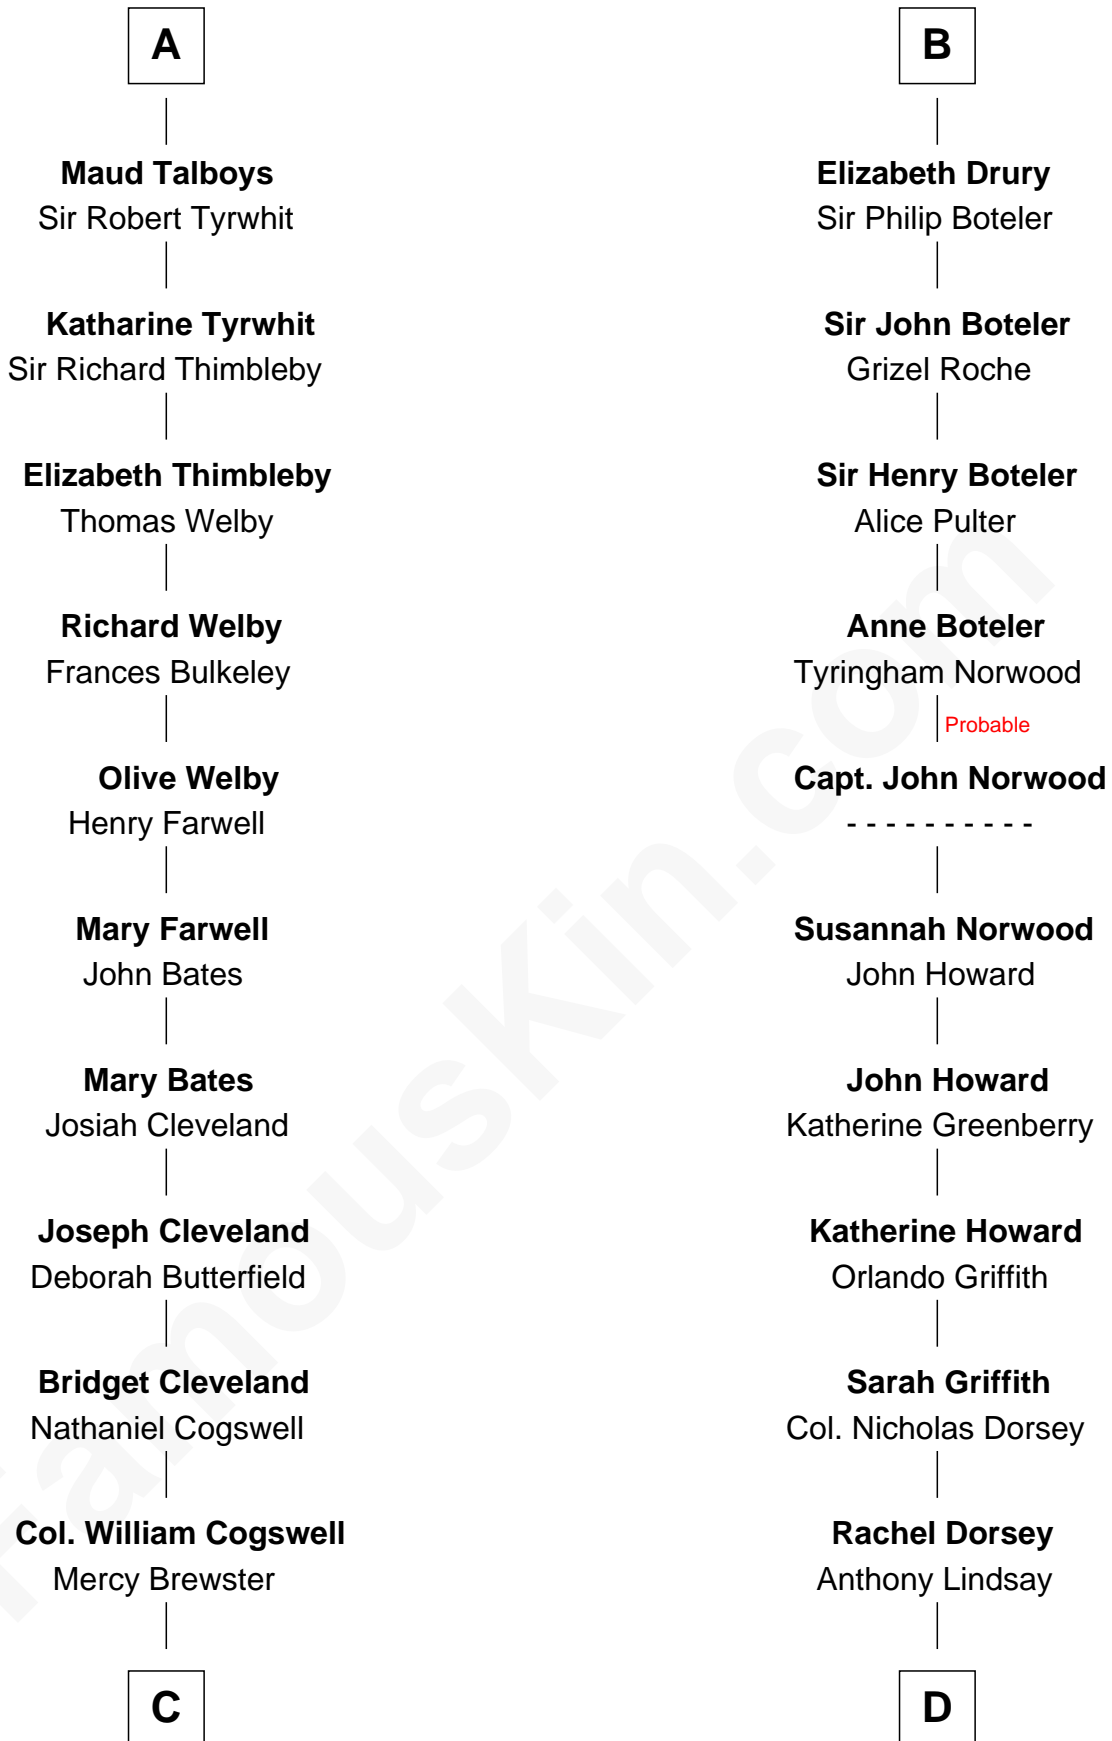 A
Maud Talboys
Sir Robert Tyrwhit
Katharine Tyrwhit
Sir Richard Thimbleby
Elizabeth Thimbleby
Thomas Welby
Richard Welby
Frances Bulkeley
Olive Welby
Henry Farwell
Mary Farwell
John Bates
Mary Bates
Josiah Cleveland
Joseph Cleveland
Deborah Butterfield
Bridget Cleveland
Nathaniel Cogswell
Col. William Cogswell
Mercy Brewster
C
B
Elizabeth Drury
Sir Philip Boteler
Sir John Boteler
Grizel Roche
Sir Henry Boteler
Alice Pulter
Anne Boteler
Tyringham Norwood
Probable
Capt. John Norwood
- - - - - - - - - -
Susannah Norwood
John Howard
John Howard
Katherine Greenberry
Katherine Howard
Orlando Griffith
Sarah Griffith
Col. Nicholas Dorsey
Rachel Dorsey
Anthony Lindsay
D
FamousKin.com